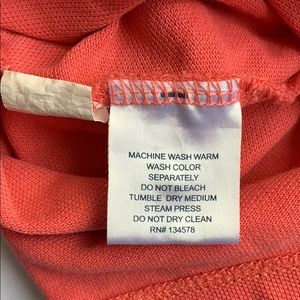 MACHINE WASH WARM
WASH COLOR
SEPARATELY
DO NOT BLEACH
TUMBLE DRY MEDIUM
STEAM PRESS
DO NOT DRY CLEAN
RN# 134578